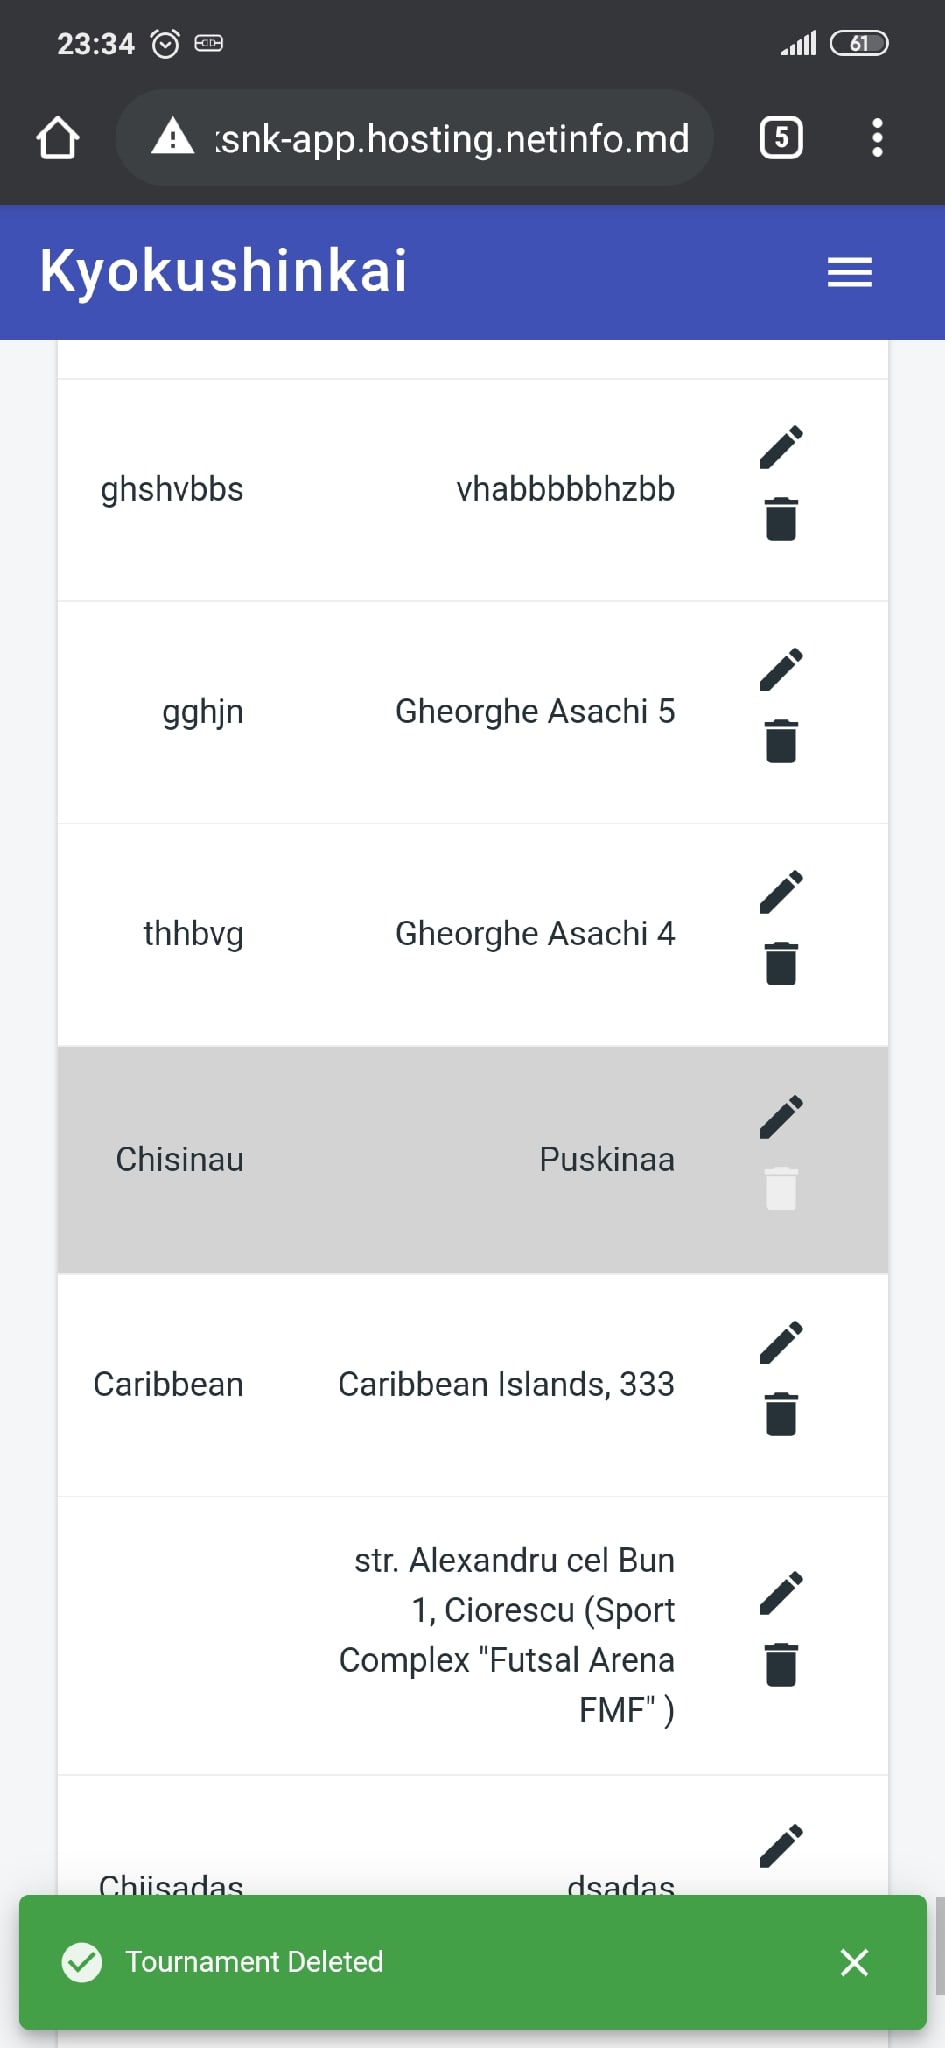 23:34
61
ksnk-app.hosting.netinfo.md
5
Kyokushinkai
ghshvbbs vhabbbbbhzbb
gghjn Gheorghe Asachi 5
thhbvg Gheorghe Asachi 4
Chisinau Puskinaa
Caribbean Caribbean Islands, 333
str. Alexandru cel Bun
1, Ciorescu (Sport
Complex "Futsal Arena
FMF" )
Chiisadas dsadas
Tournament Deleted